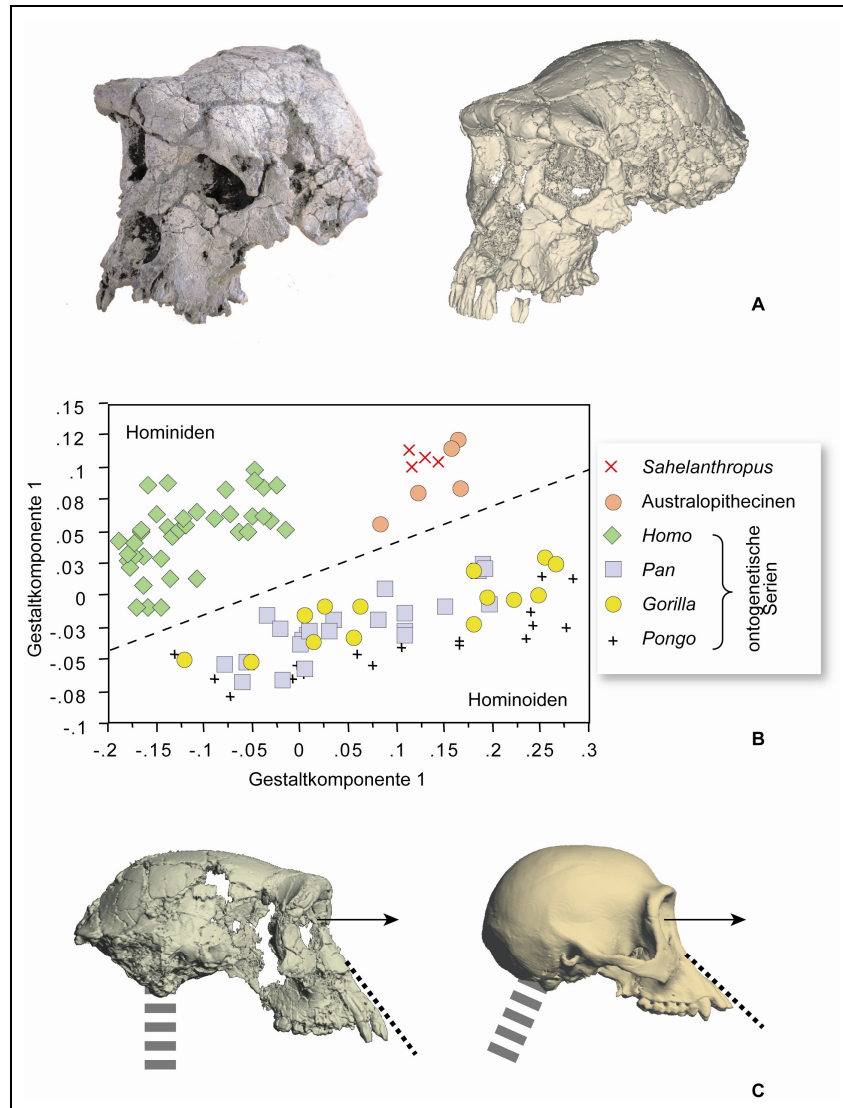 A
Gestaltkomponente 1
.15
.12
.1
.08
.05
.03
0
-.03
-.05
-.08
-.1
Hominiden
Hominoiden
-.2
-.15
-.1
-.05
0
.05
.1
.15
.2
.25
.3
Gestaltkomponente 1
Sahelanthropus
Australopithecinen
Homo
Pan
Gorilla
Pongo
ontogenetische
Serien
B
C